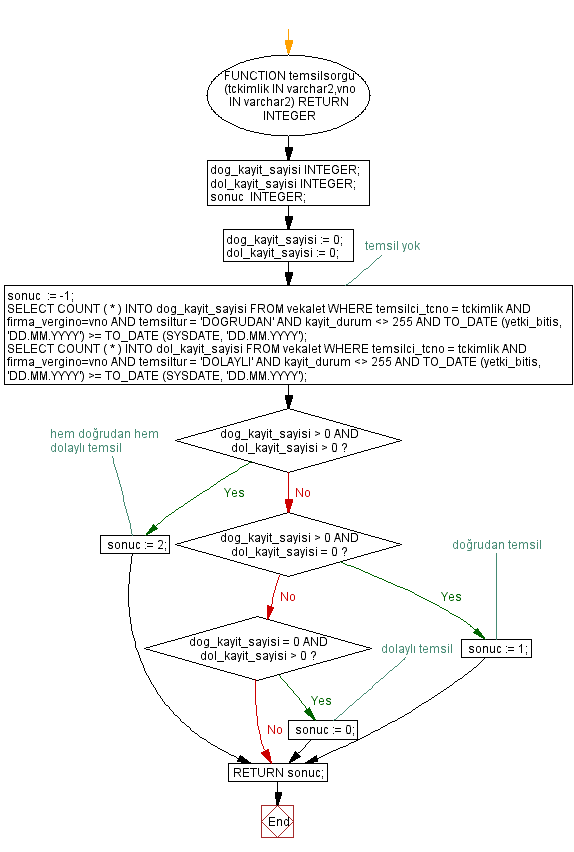 FUNCTION temsilsorgu
(tckimlik IN varchar2,vno
IN varchar2) RETURN
INTEGER
dog_kayit_sayisi INTEGER;
dol_kayit_sayisi INTEGER;
sonuc  INTEGER;
dog_kayit_sayisi := 0;
dol_kayit_sayisi := 0;
temsil yok
sonuc  := -1;
SELECT COUNT ( * ) INTO dog_kayit_sayisi FROM vekalet WHERE temsilci_tcno = tckimlik AND
firma_vergino=vno AND temsiltur = 'DOGRUDAN' AND kayit_durum <> 255 AND TO_DATE (yetki_bitis,
'DD.MM.YYYY') >= TO_DATE (SYSDATE, 'DD.MM.YYYY');
SELECT COUNT ( * ) INTO dol_kayit_sayisi FROM vekalet WHERE temsilci_tcno = tckimlik AND
firma_vergino=vno AND temsiltur = 'DOLAYLI' AND kayit_durum <> 255 AND TO_DATE (yetki_bitis,
'DD.MM.YYYY') >= TO_DATE (SYSDATE, 'DD.MM.YYYY');
hem doğrudan hem
dolaylı temsil
dog_kayit_sayisi > 0 AND
dol_kayit_sayisi > 0 ?
Yes
No
sonuc := 2;
dog_kayit_sayisi > 0 AND
dol_kayit_sayisi = 0 ?
doğrudan temsil
No
Yes
dog_kayit_sayisi = 0 AND
dol_kayit_sayisi > 0 ?
dolaylı temsil
sonuc := 1;
Yes
No
sonuc := 0;
RETURN sonuc;
End